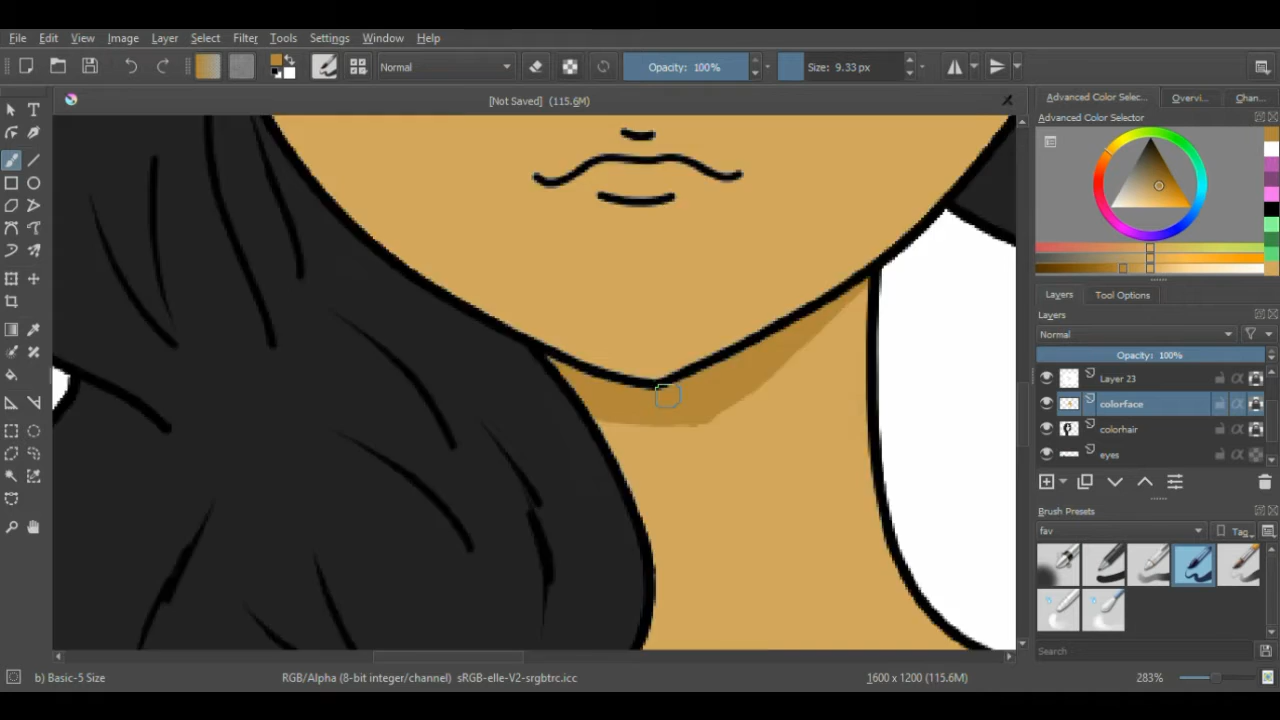 File Edit View Image Layer Select Filter Tools Settings Window Help
Normal Opacity: 100% Size: 9.33 px
[Not Saved] (115.6M)
Advanced Color Selec... Overvi... Chan...
Advanced Color Selector
Layers Tool Options
Layers
Normal
Opacity: 100%
Layer 23
colorface
colorhair
eyes
Brush Presets
fav Tag
Search
b) Basic-5 Size RGB/Alpha (8-bit integer/channel) sRGB-elle-V2-srgbtrc.icc 1600 x 1200 (115.6M) 283%